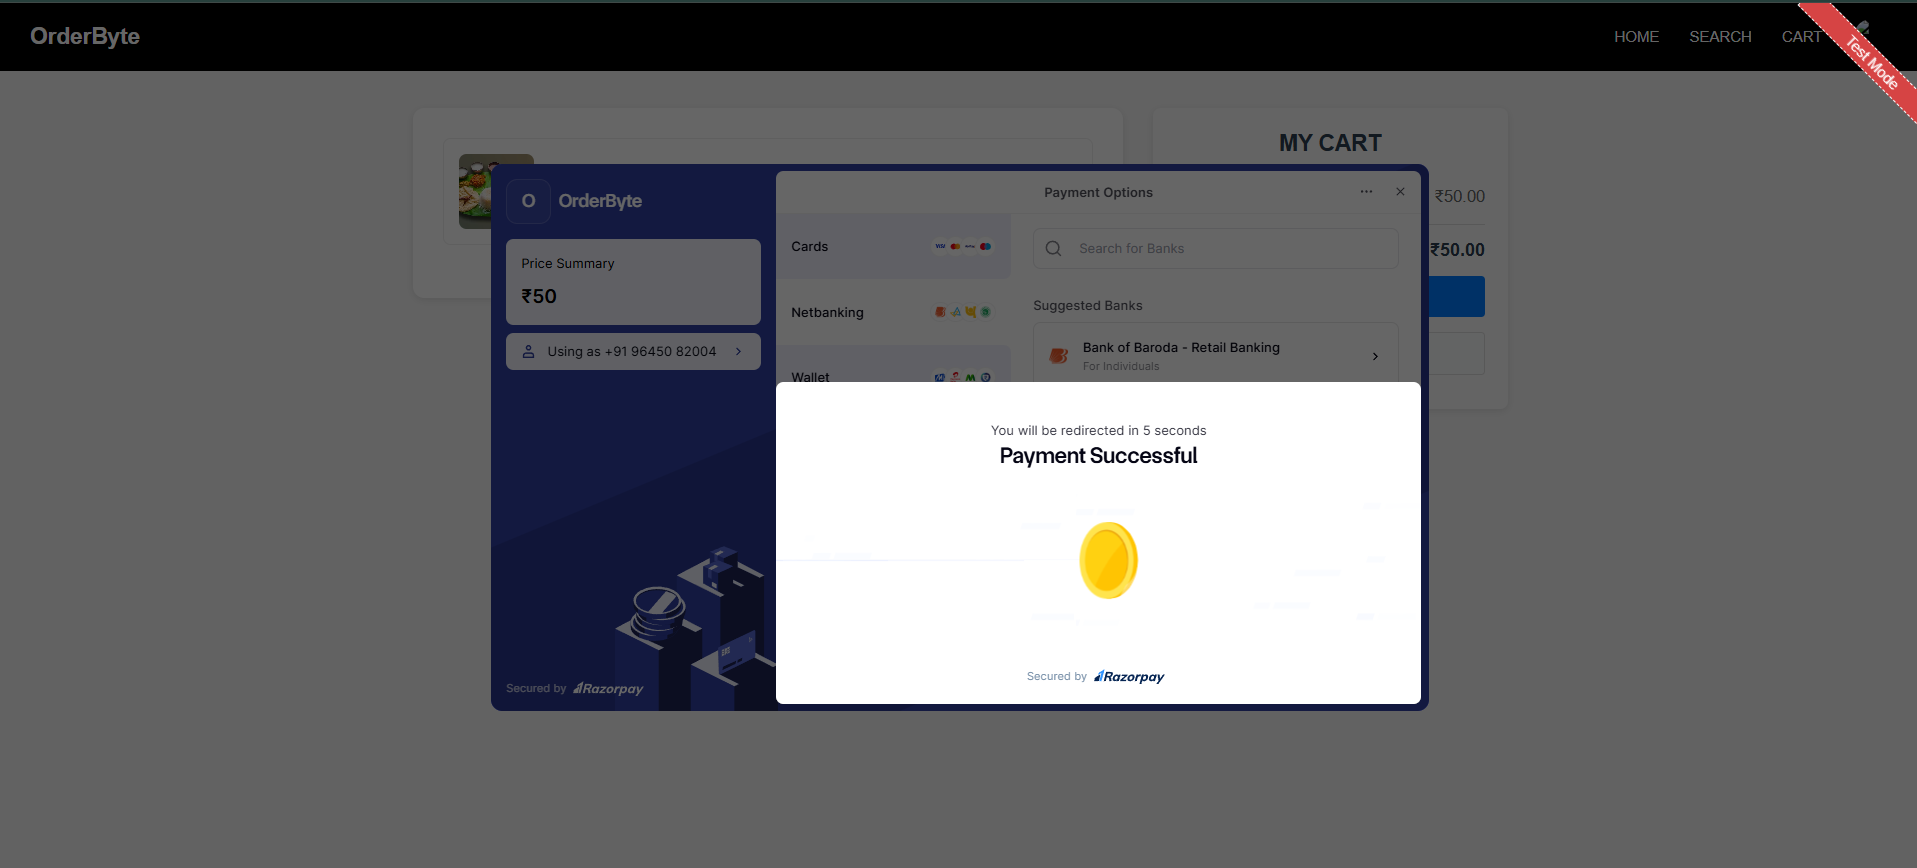 OrderByte
HOME
SEARCH
CART
Test Mode
MY CART
₹50.00
₹50.00
O
OrderByte
Price Summary
₹50
Using as +91 96450 82004
Secured by Razorpay
Payment Options
Cards
VISA
Netbanking
Wallet
Search for Banks
Suggested Banks
Bank of Baroda - Retail Banking
For Individuals
You will be redirected in 5 seconds
Payment Successful
Secured by Razorpay